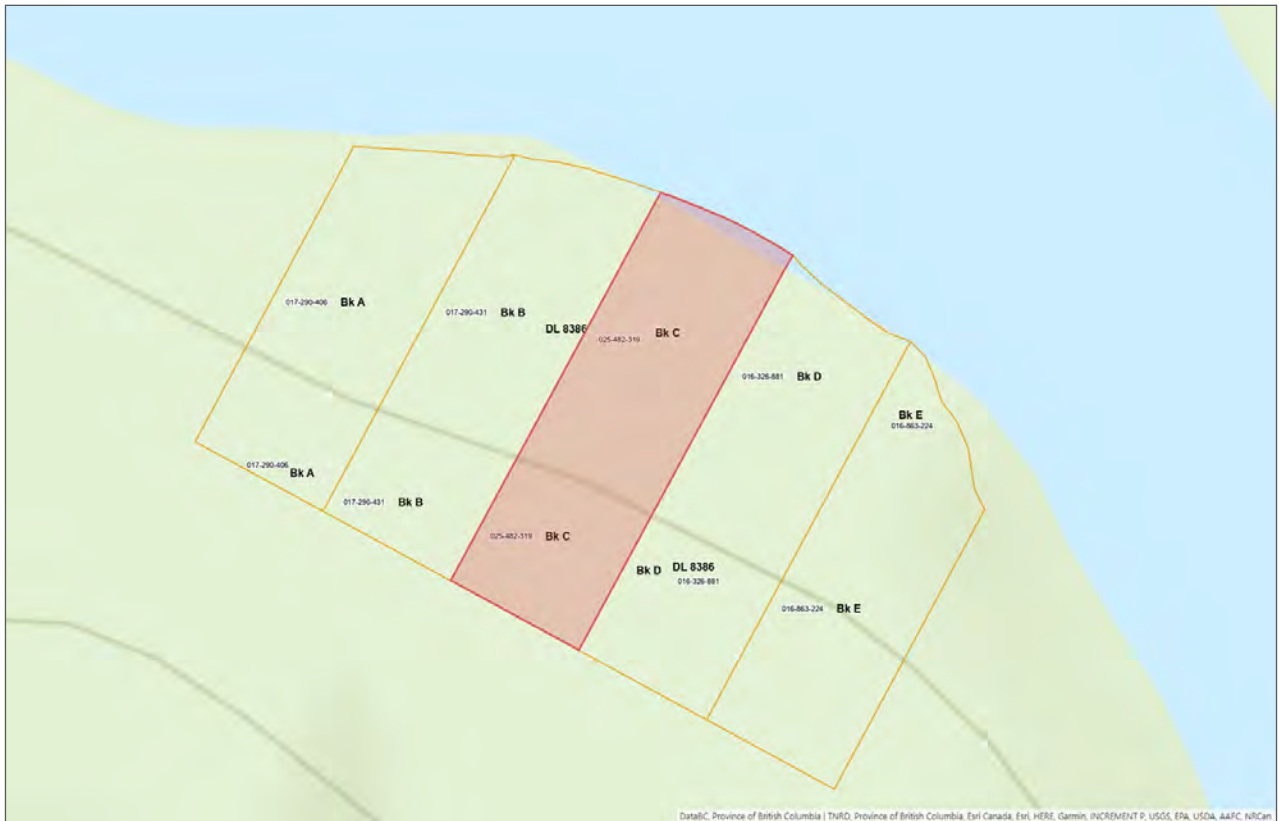 017-290-406 Bk A
017-290-431 Bk B
DL 8386
025-482-319 Bk C
016-326-881 Bk D
Bk E
016-863-224
017-290-406 Bk A
017-290-431 Bk B
025-482-319 Bk C
Bk D DL 8386
016-326-881
016-863-224 Bk E
DataBC, Province of British Columbia | TNRD, Province of British Columbia, Esri Canada, Esri, HERE, Garmin, INCREMENT P, USGS, EPA, USDA, AAFC, NRCan